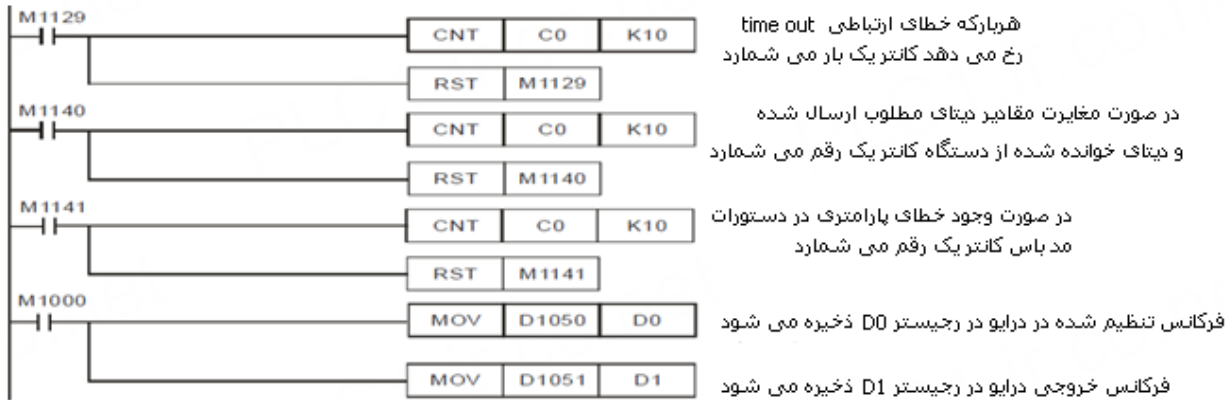 M1129
CNT C0 K10
هربارکه خطای ارتباطی time out
رخ می دهد کانتر یک بار می شمارد
RST M1129
M1140
CNT C0 K10
در صورت مغایرت مقادیر دیتای مطلوب ارسال شده
و دیتای خوانده شده از دستگاه کانتر یک رقم می شمارد
RST M1140
M1141
CNT C0 K10
در صورت وجود خطای پارامتری در دستورات
مد باس کانتر یک رقم می شمارد
RST M1141
M1000
MOV D1050 D0
فرکانس تنظیم شده در درایو در رجیستر D0 ذخیره می شود
MOV D1051 D1
فرکانس خروجی درایو در رجیستر D1 ذخیره می شود